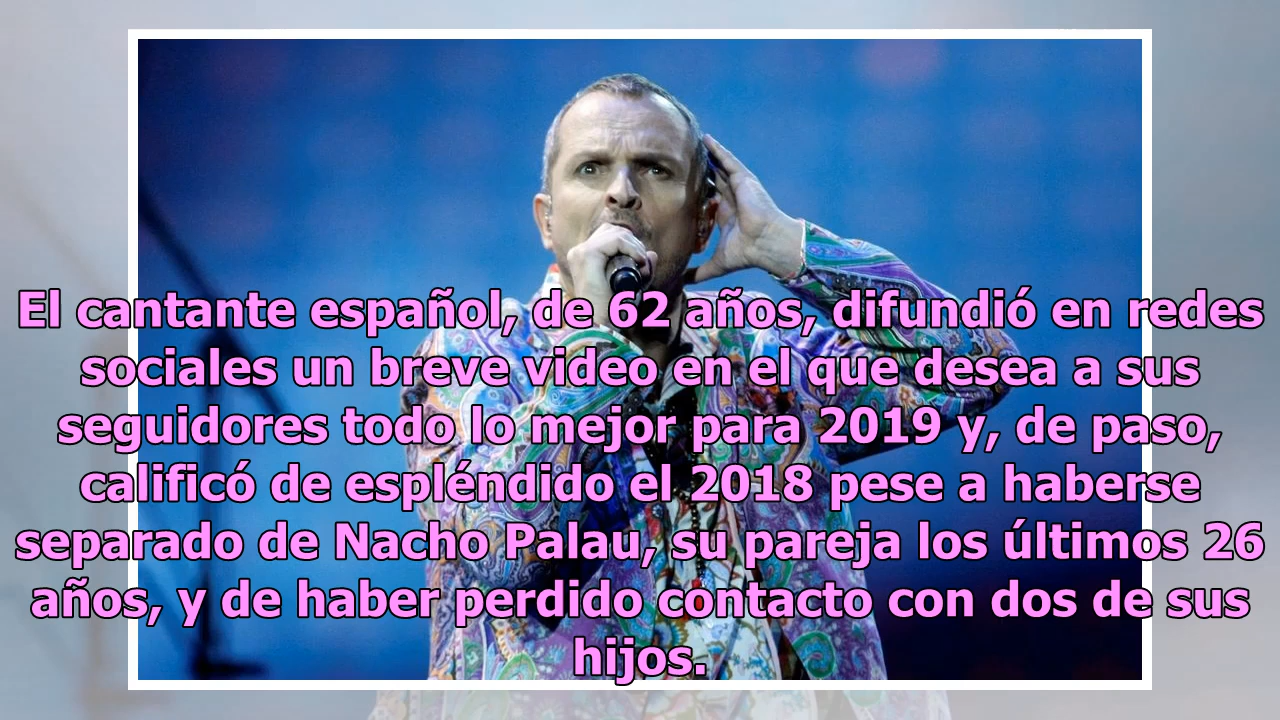 El cantante español, de 62 años, difundió en redes
sociales un breve video en el que desea a sus
seguidores todo lo mejor para 2019 y, de paso,
calificó de espléndido el 2018 pese a haberse
separado de Nacho Palau, su pareja los últimos 26
años, y de haber perdido contacto con dos de sus
hijos.